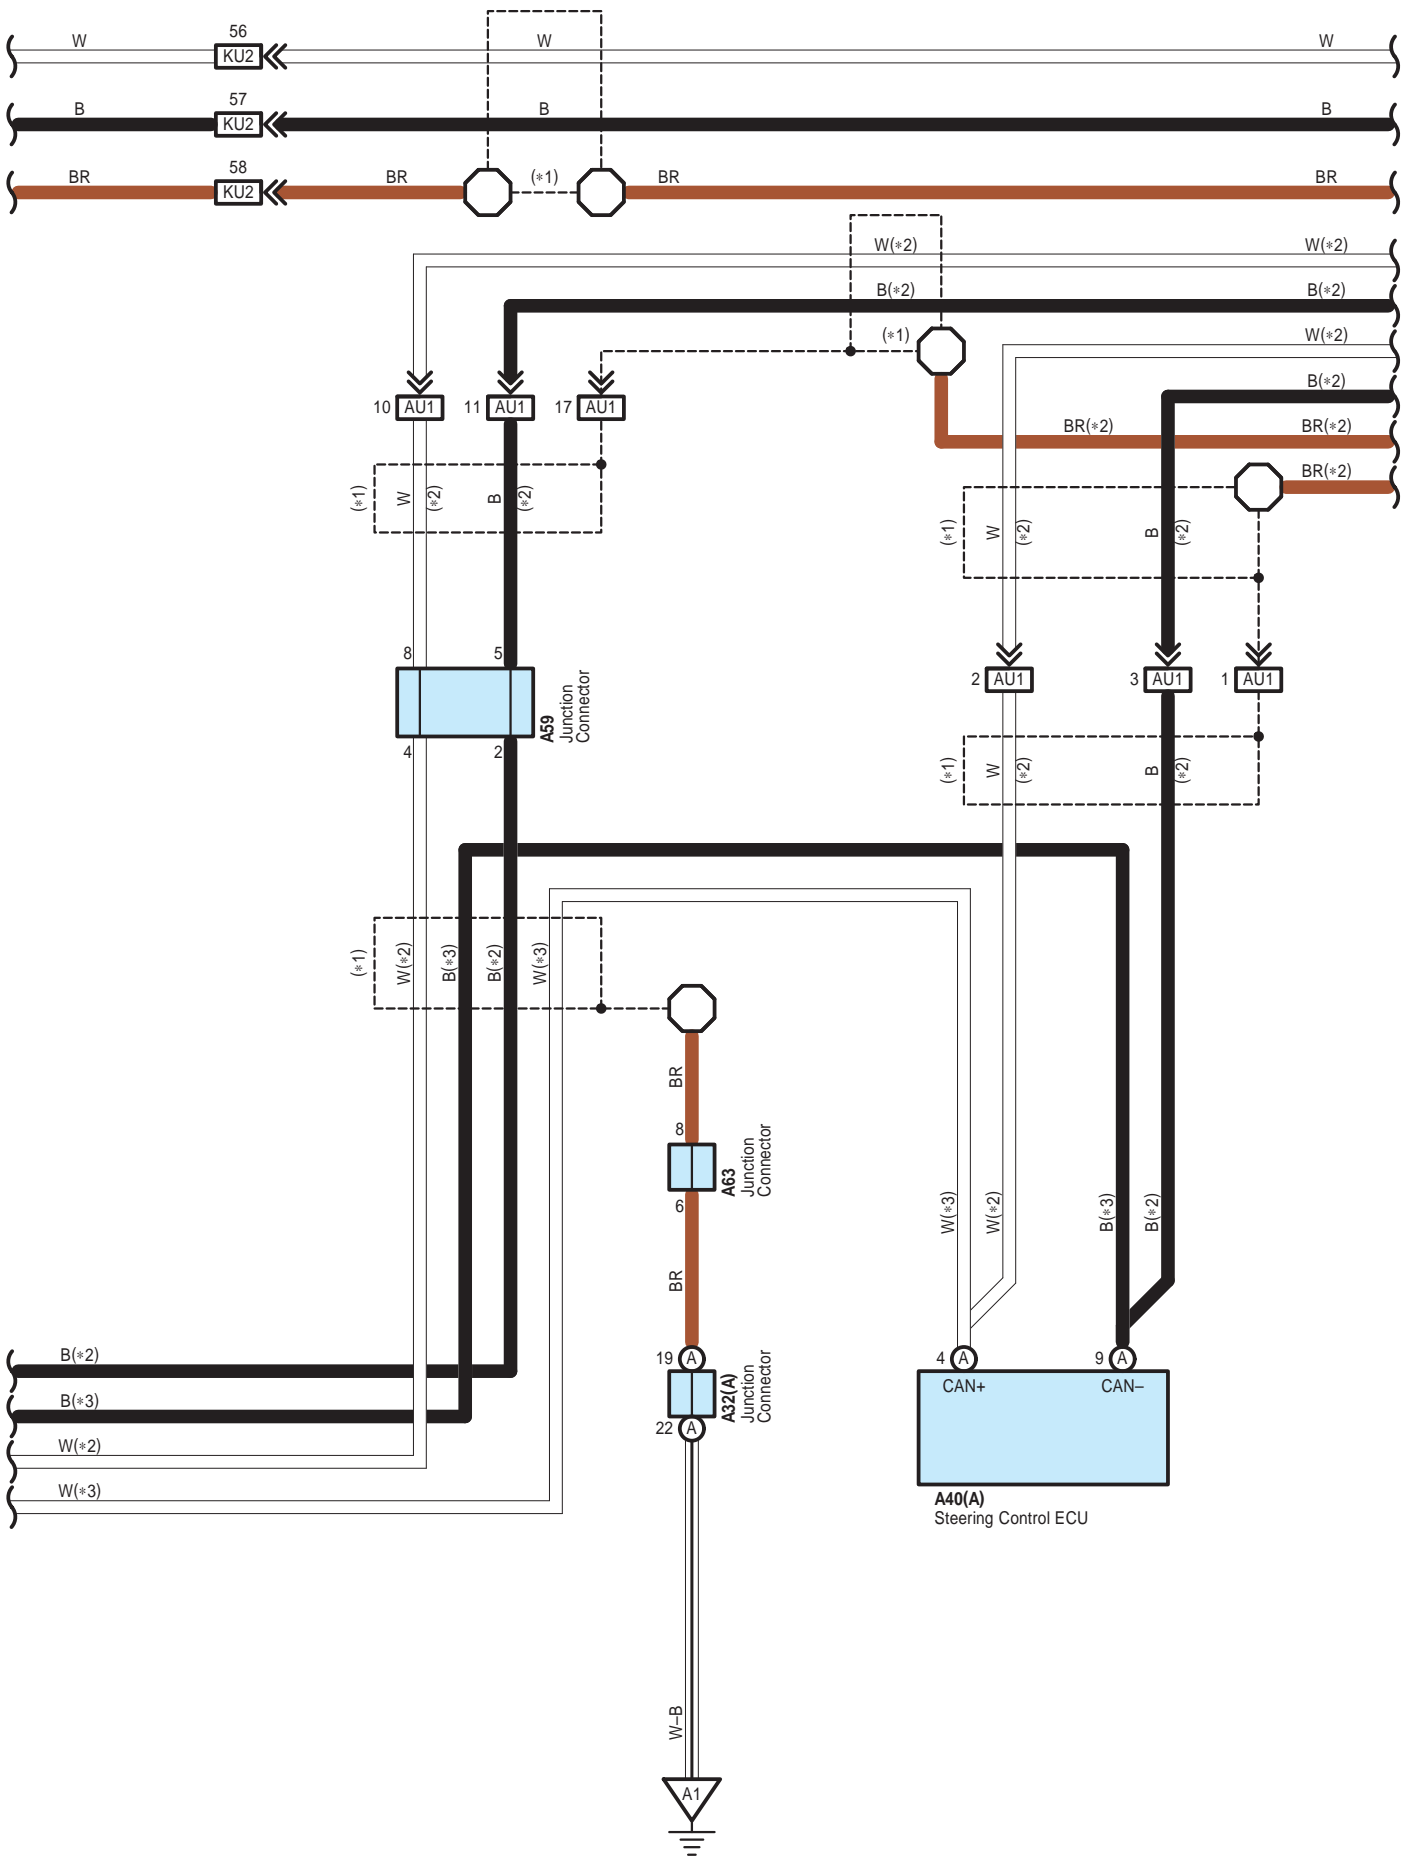 56
W
KU2
W
W
57
B
KU2
B
B
58
BR
KU2
BR
(*1)
BR
BR
W(*2)
W(*2)
B(*2)
B(*2)
(*1)
W(*2)
B(*2)
10 AU1
11 AU1
17 AU1
BR(*2)
BR(*2)
BR(*2)
(*1)
W
(*2)
B
(*2)
(*1)
W
(*2)
B
(*2)
8
5
A59
Junction
Connector
4
2
2 AU1
3 AU1
1 AU1
(*1)
W
(*2)
B
(*2)
(*1)
W(*2)
B(*3)
B(*2)
W(*3)
BR
8
A63
Junction
Connector
6
BR
W(*3)
W(*2)
B(*3)
B(*2)
19 A
A32(A)
Junction
Connector
22 A
4 A
9 A
CAN+
CAN–
A40(A)
Steering Control ECU
B(*2)
B(*3)
W(*2)
W(*3)
W–B
A1